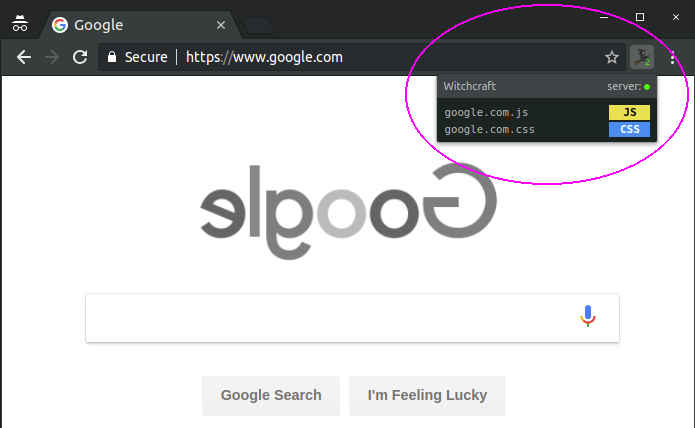 Google
Secure https://www.google.com
2
Witchcraft server:
google.com.js JS
google.com.css CSS
Google
Google Search I'm Feeling Lucky